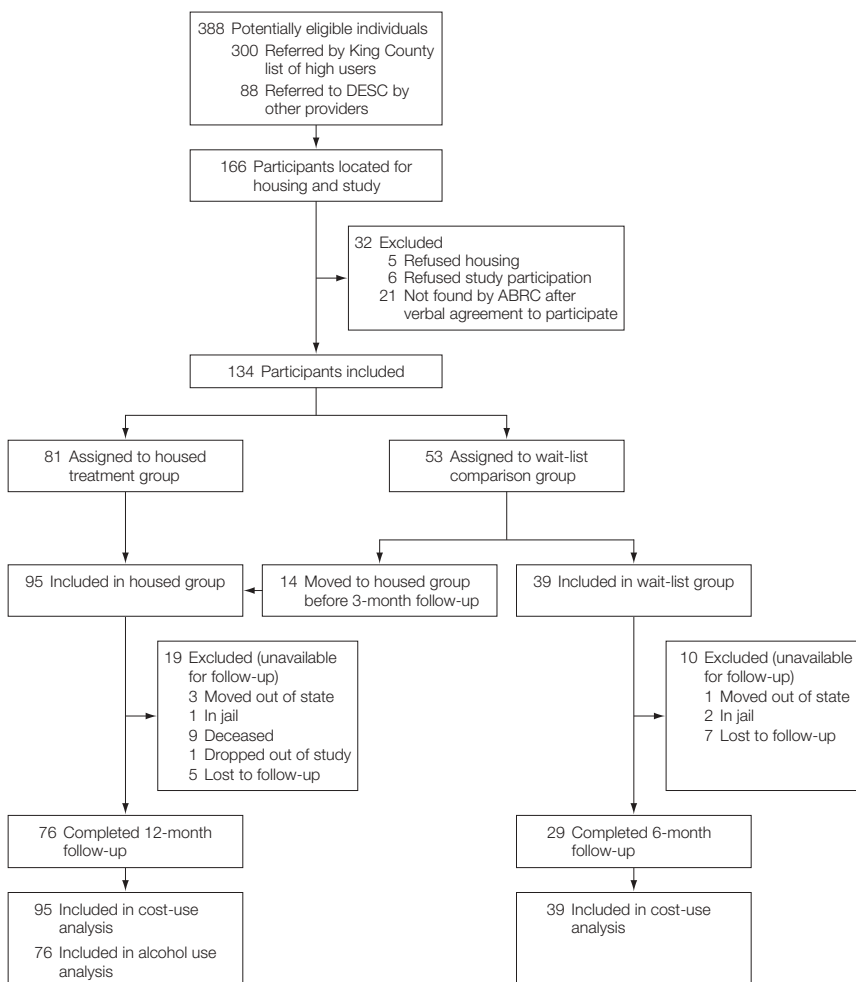 388 Potentially eligible individuals
300 Referred by King County
list of high users
88 Referred to DESC by
other providers
166 Participants located for
housing and study
32 Excluded
5 Refused housing
6 Refused study participation
21 Not found by ABRC after
verbal agreement to participate
134 Participants included
81 Assigned to housed
treatment group
53 Assigned to wait-list
comparison group
95 Included in housed group
14 Moved to housed group
before 3-month follow-up
39 Included in wait-list group
19 Excluded (unavailable
for follow-up)
3 Moved out of state
1 In jail
9 Deceased
1 Dropped out of study
5 Lost to follow-up
10 Excluded (unavailable
for follow-up)
1 Moved out of state
2 In jail
7 Lost to follow-up
76 Completed 12-month
follow-up
29 Completed 6-month
follow-up
95 Included in cost-use
analysis
76 Included in alcohol use
analysis
39 Included in cost-use
analysis